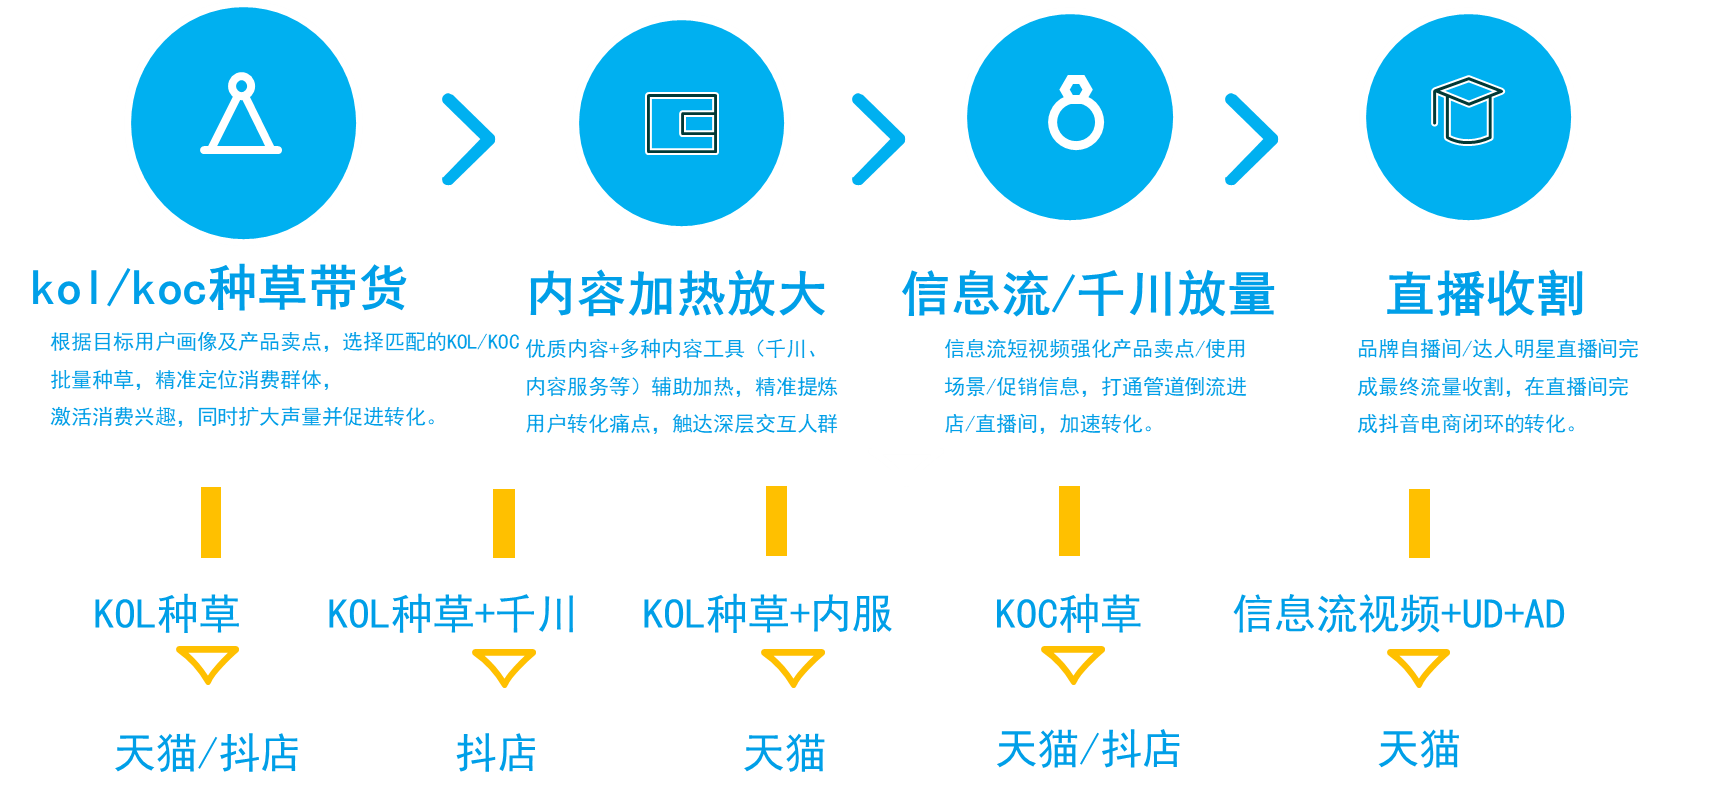 kol/koc种草带货
根据目标用户画像及产品卖点，选择匹配的KOL/KOC
批量种草，精准定位消费群体，
激活消费兴趣，同时扩大声量并促进转化。
内容加热放大
优质内容+多种内容工具（千川、
内容服务等）辅助加热，精准提炼
用户转化痛点，触达深层交互人群
信息流/千川放量
信息流短视频强化产品卖点/使用
场景/促销信息，打通管道倒流进
店/直播间，加速转化。
直播收割
品牌自播间/达人明星直播间完
成最终流量收割，在直播间完
成抖音电商闭环的转化。
KOL种草
KOL种草+千川
KOL种草+内服
KOC种草
信息流视频+UD+AD
天猫/抖店
抖店
天猫
天猫/抖店
天猫